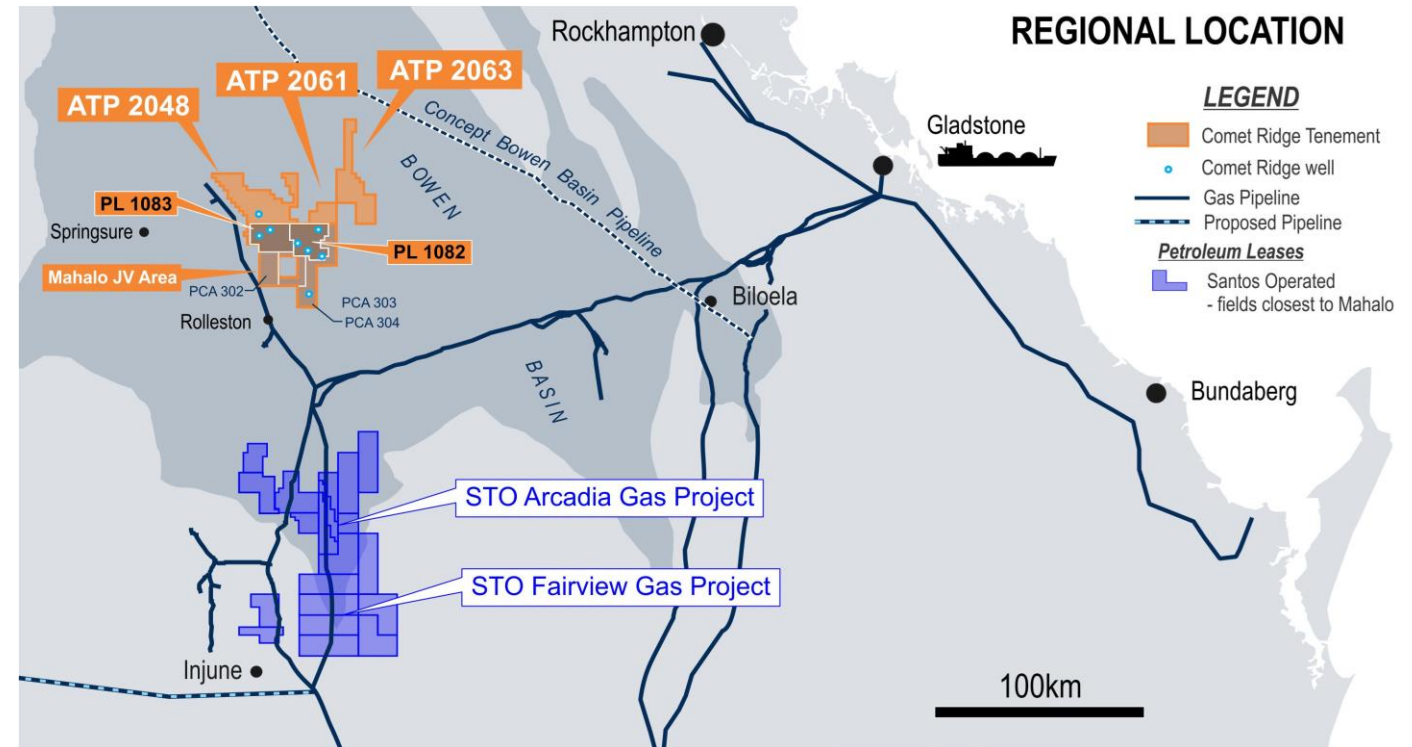 REGIONAL LOCATION
LEGEND
Comet Ridge Tenement
Comet Ridge well
Gas Pipeline
Proposed Pipeline
Petroleum Leases
Santos Operated
- fields closest to Mahalo
Rockhampton
Gladstone
ATP 2063
ATP 2061
ATP 2048
Concept Bowen Basin Pipeline
BOWEN
PL 1083
Springsure
PL 1082
Mahalo JV Area
PCA 302
PCA 303
PCA 304
Rolleston
Biloela
BASIN
Bundaberg
STO Arcadia Gas Project
STO Fairview Gas Project
Injune
100km